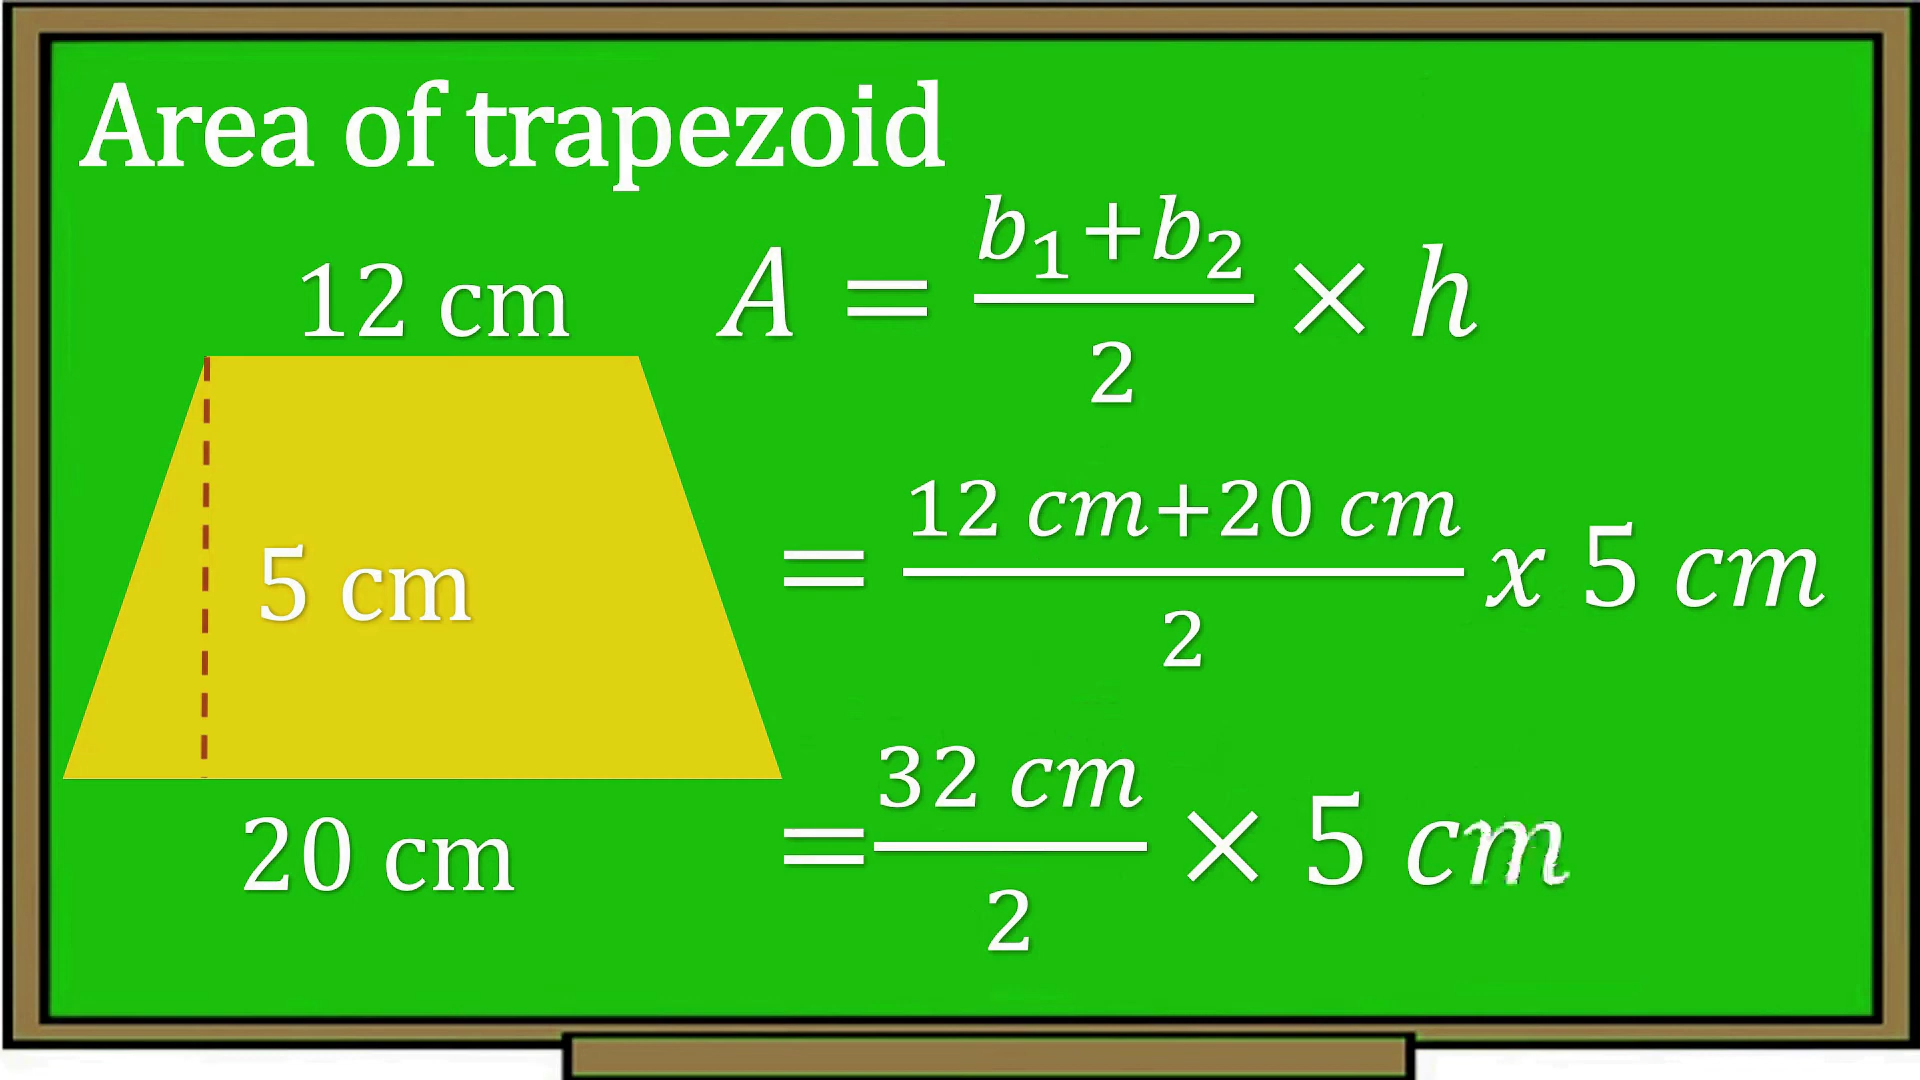 Area of trapezoid
12 cm
5 cm
20 cm
A = b₁+b₂/2 × h
= 12 cm+20 cm/2 x 5 cm
= 32 cm/2 × 5 cm